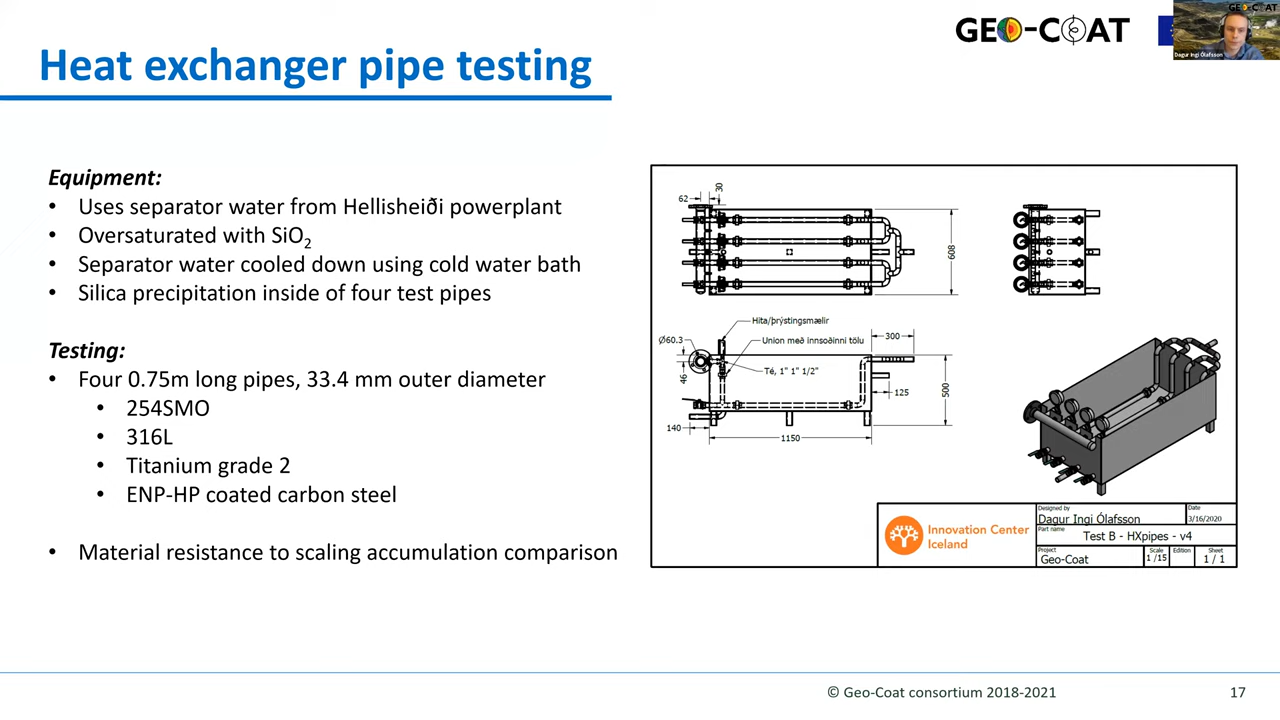 GEO-COAT
GEO-COAT
Dagur Ingi Ólafsson
Heat exchanger pipe testing
Equipment:
• Uses separator water from Hellisheiði powerplant
• Oversaturated with SiO₂
• Separator water cooled down using cold water bath
• Silica precipitation inside of four test pipes
Testing:
• Four 0.75m long pipes, 33.4 mm outer diameter
• 254SMO
• 316L
• Titanium grade 2
• ENP-HP coated carbon steel
• Material resistance to scaling accumulation comparison
62
30
608
Hita/þrýstingsmælir
Ø60.3
Union með innsoðinni tölu
300
Té, 1" 1" 1/2"
46
125
500
140
1150
Innovation Center
Iceland
Designed by
Dagur Ingi Ólafsson
Date
3/16/2020
Part name
Test B - HXpipes - v4
Project
Geo-Coat
Scale
1 /15
Edition
Sheet
1 / 1
© Geo-Coat consortium 2018-2021
17